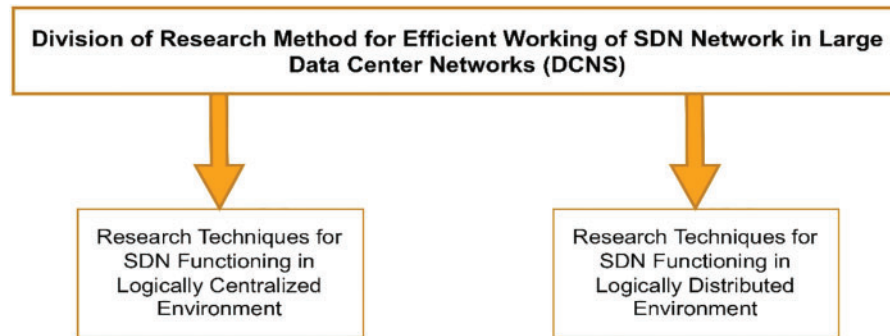 Division of Research Method for Efficient Working of SDN Network in Large
Data Center Networks (DCNS)
Research Techniques for
SDN Functioning in
Logically Centralized
Environment
Research Techniques for
SDN Functioning in
Logically Distributed
Environment